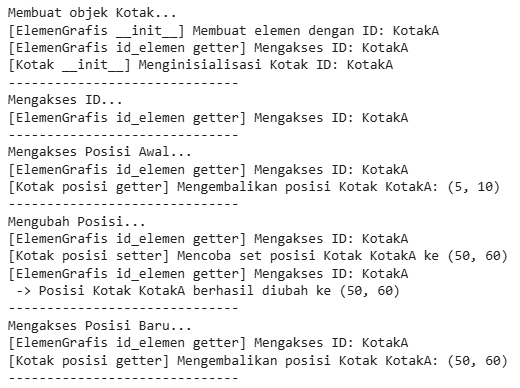 Membuat objek Kotak...
[ElemenGrafis __init__] Membuat elemen dengan ID: KotakA
[ElemenGrafis id_elemen getter] Mengakses ID: KotakA
[Kotak __init__] Menginisialisasi Kotak ID: KotakA
------------------------------
Mengakses ID...
[ElemenGrafis id_elemen getter] Mengakses ID: KotakA
------------------------------
Mengakses Posisi Awal...
[ElemenGrafis id_elemen getter] Mengakses ID: KotakA
[Kotak posisi getter] Mengembalikan posisi Kotak KotakA: (5, 10)
------------------------------
Mengubah Posisi...
[ElemenGrafis id_elemen getter] Mengakses ID: KotakA
[Kotak posisi setter] Mencoba set posisi Kotak KotakA ke (50, 60)
[ElemenGrafis id_elemen getter] Mengakses ID: KotakA
 -> Posisi Kotak KotakA berhasil diubah ke (50, 60)
------------------------------
Mengakses Posisi Baru...
[ElemenGrafis id_elemen getter] Mengakses ID: KotakA
[Kotak posisi getter] Mengembalikan posisi Kotak KotakA: (50, 60)
------------------------------